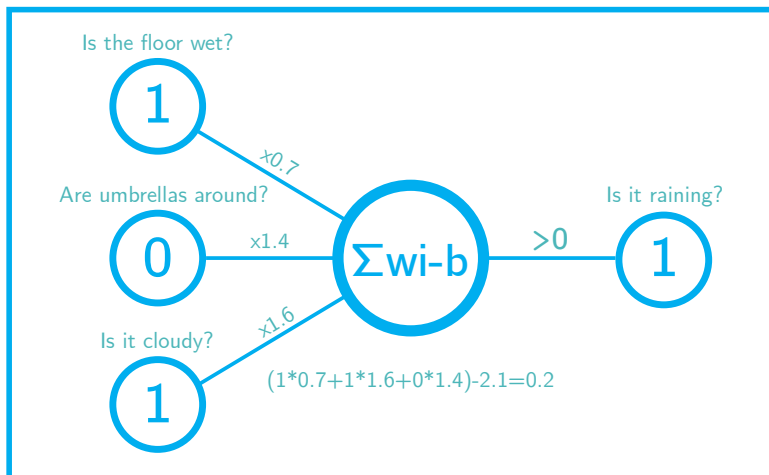 Is the floor wet?
1
x0.7
Are umbrellas around?
0
x1.4
Is it cloudy?
1
x1.6
Σwi-b
(1*0.7+1*1.6+0*1.4)-2.1=0.2
>0
Is it raining?
1